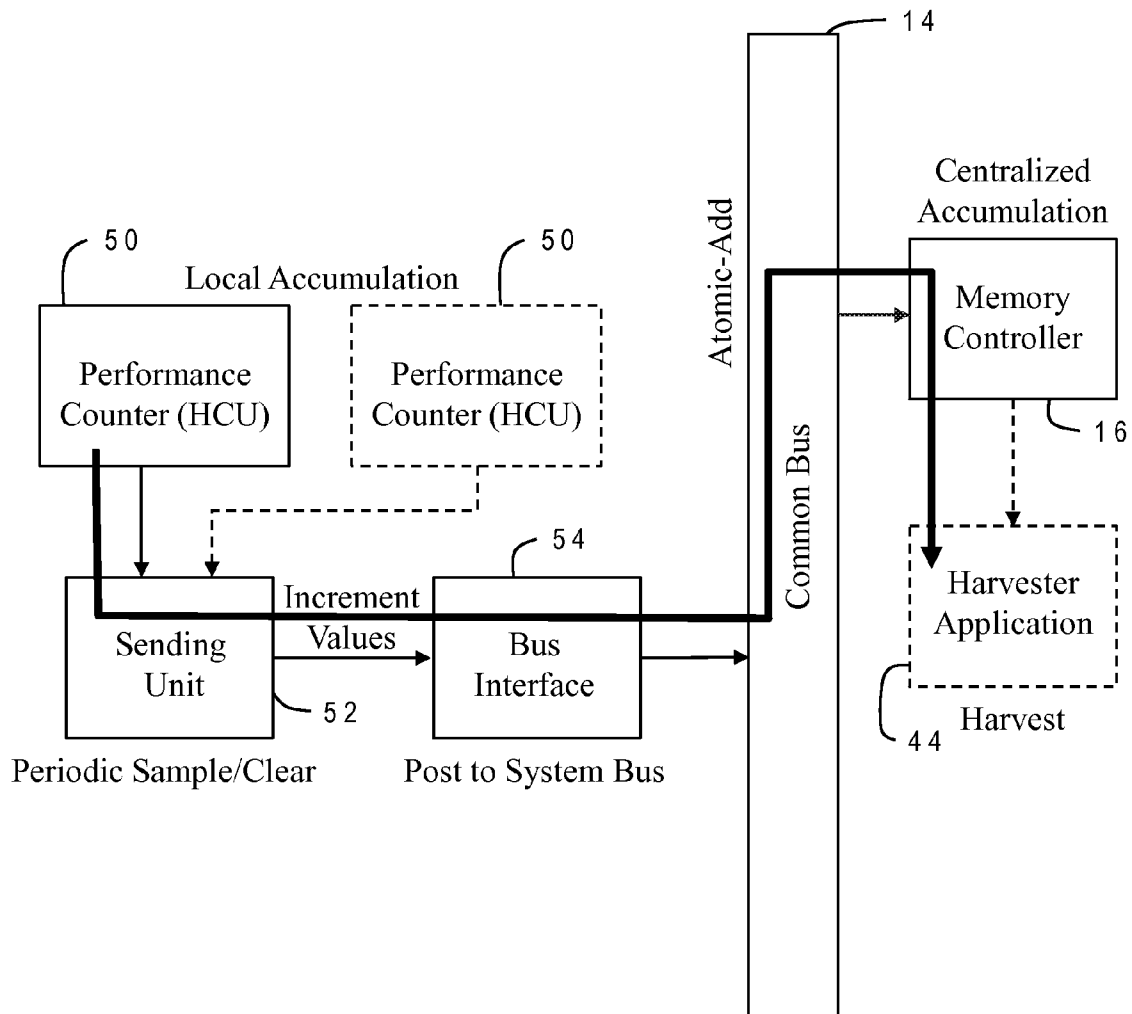 14
Centralized
Accumulation
50
50
Local Accumulation
Atomic-Add
Memory
Controller
Performance
Counter (HCU)
Performance
Counter (HCU)
16
Common Bus
54
Increment
Values
Harvester
Application
Sending
Unit
Bus
Interface
52
44
Harvest
Periodic Sample/Clear
Post to System Bus